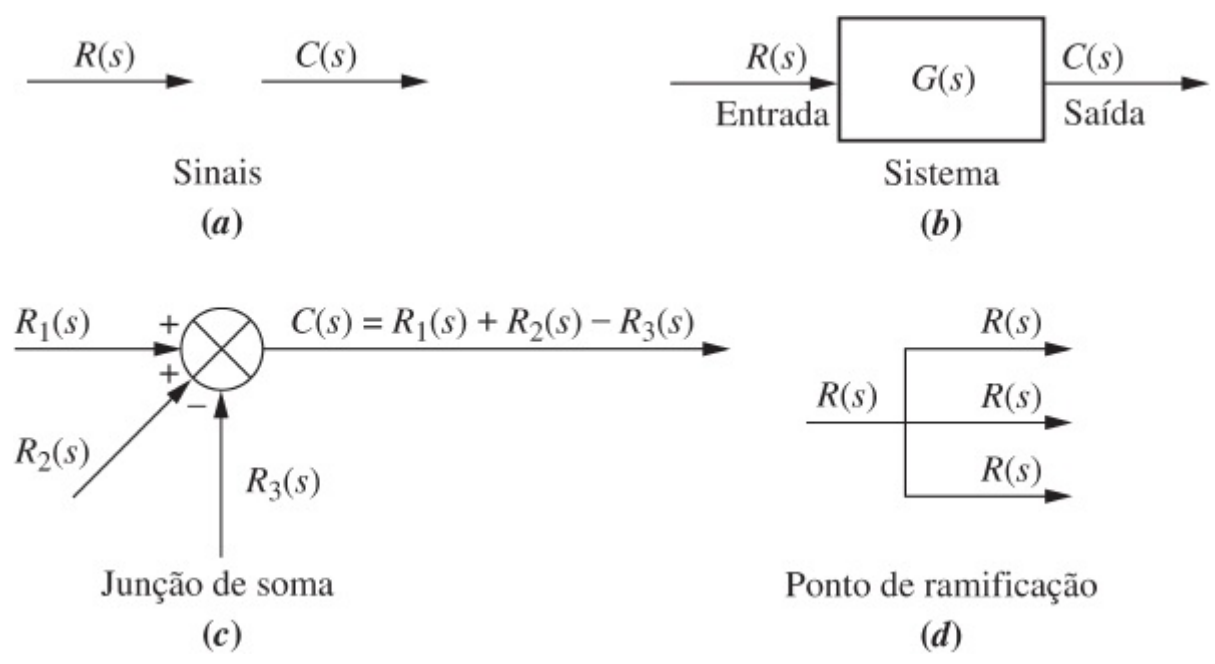 R(s)
C(s)
Sinais
(a)
R(s)
Entrada
G(s)
C(s)
Saída
Sistema
(b)
R₁(s)
+
+
−
R₂(s)
R₃(s)
C(s) = R₁(s) + R₂(s) − R₃(s)
Junção de soma
(c)
R(s)
R(s)
R(s)
R(s)
Ponto de ramificação
(d)